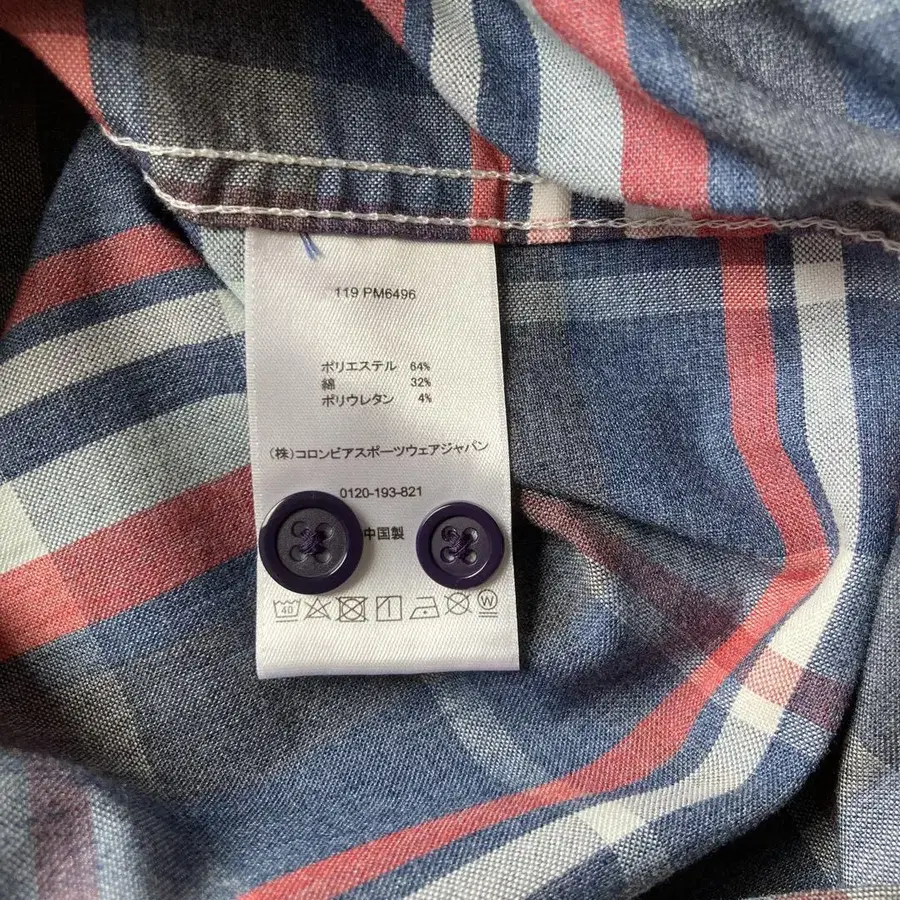 119 PM6496
ポリエステル 64%
綿 32%
ポリウレタン 4%
(株)コロンビアスポーツウェアジャパン
0120-193-821
中国製
40 W